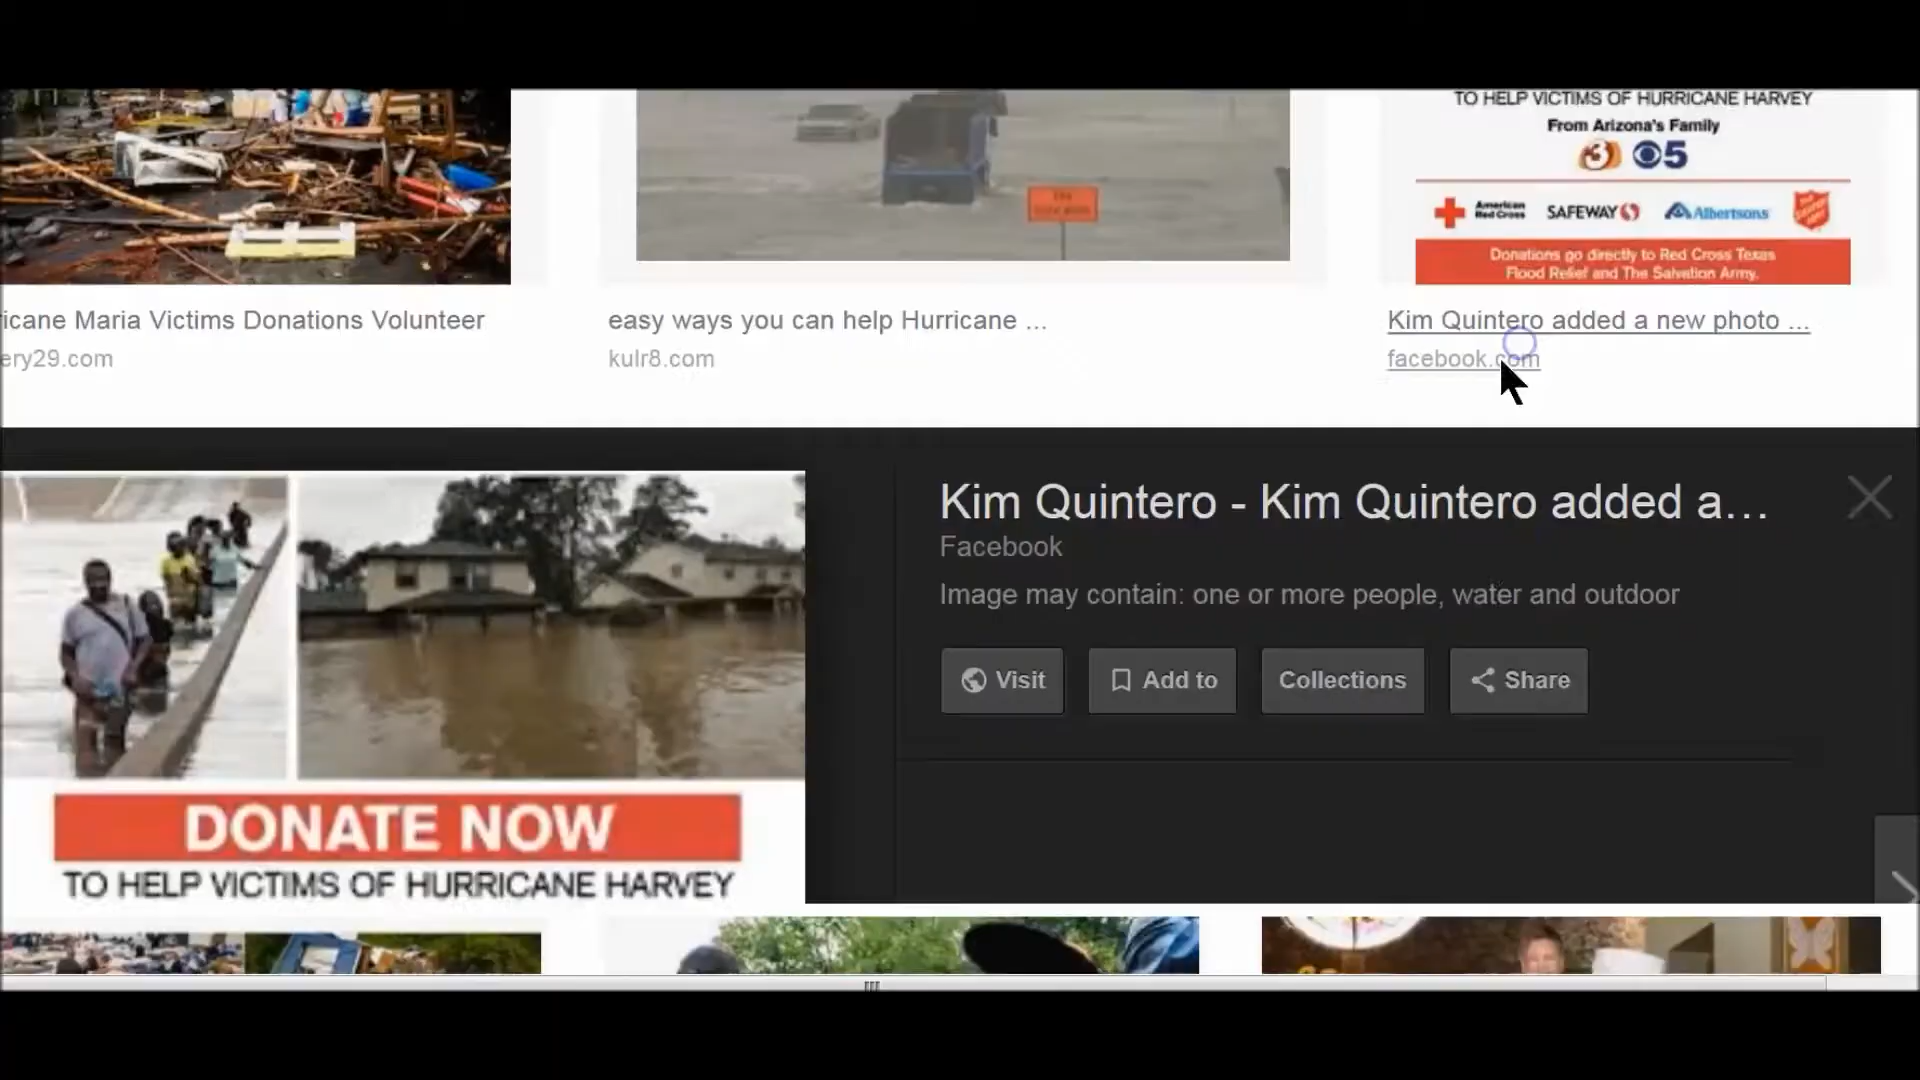 TO HELP VICTIMS OF HURRICANE HARVEY
From Arizona's Family
3 5
American Red Cross SAFEWAY Albertsons
Donations go directly to Red Cross Texas
Flood Relief and The Salvation Army.
ricane Maria Victims Donations Volunteer
ery29.com
easy ways you can help Hurricane ...
kulr8.com
Kim Quintero added a new photo ...
facebook.com
Kim Quintero - Kim Quintero added a...
Facebook
Image may contain: one or more people, water and outdoor
Visit Add to Collections Share
DONATE NOW
TO HELP VICTIMS OF HURRICANE HARVEY